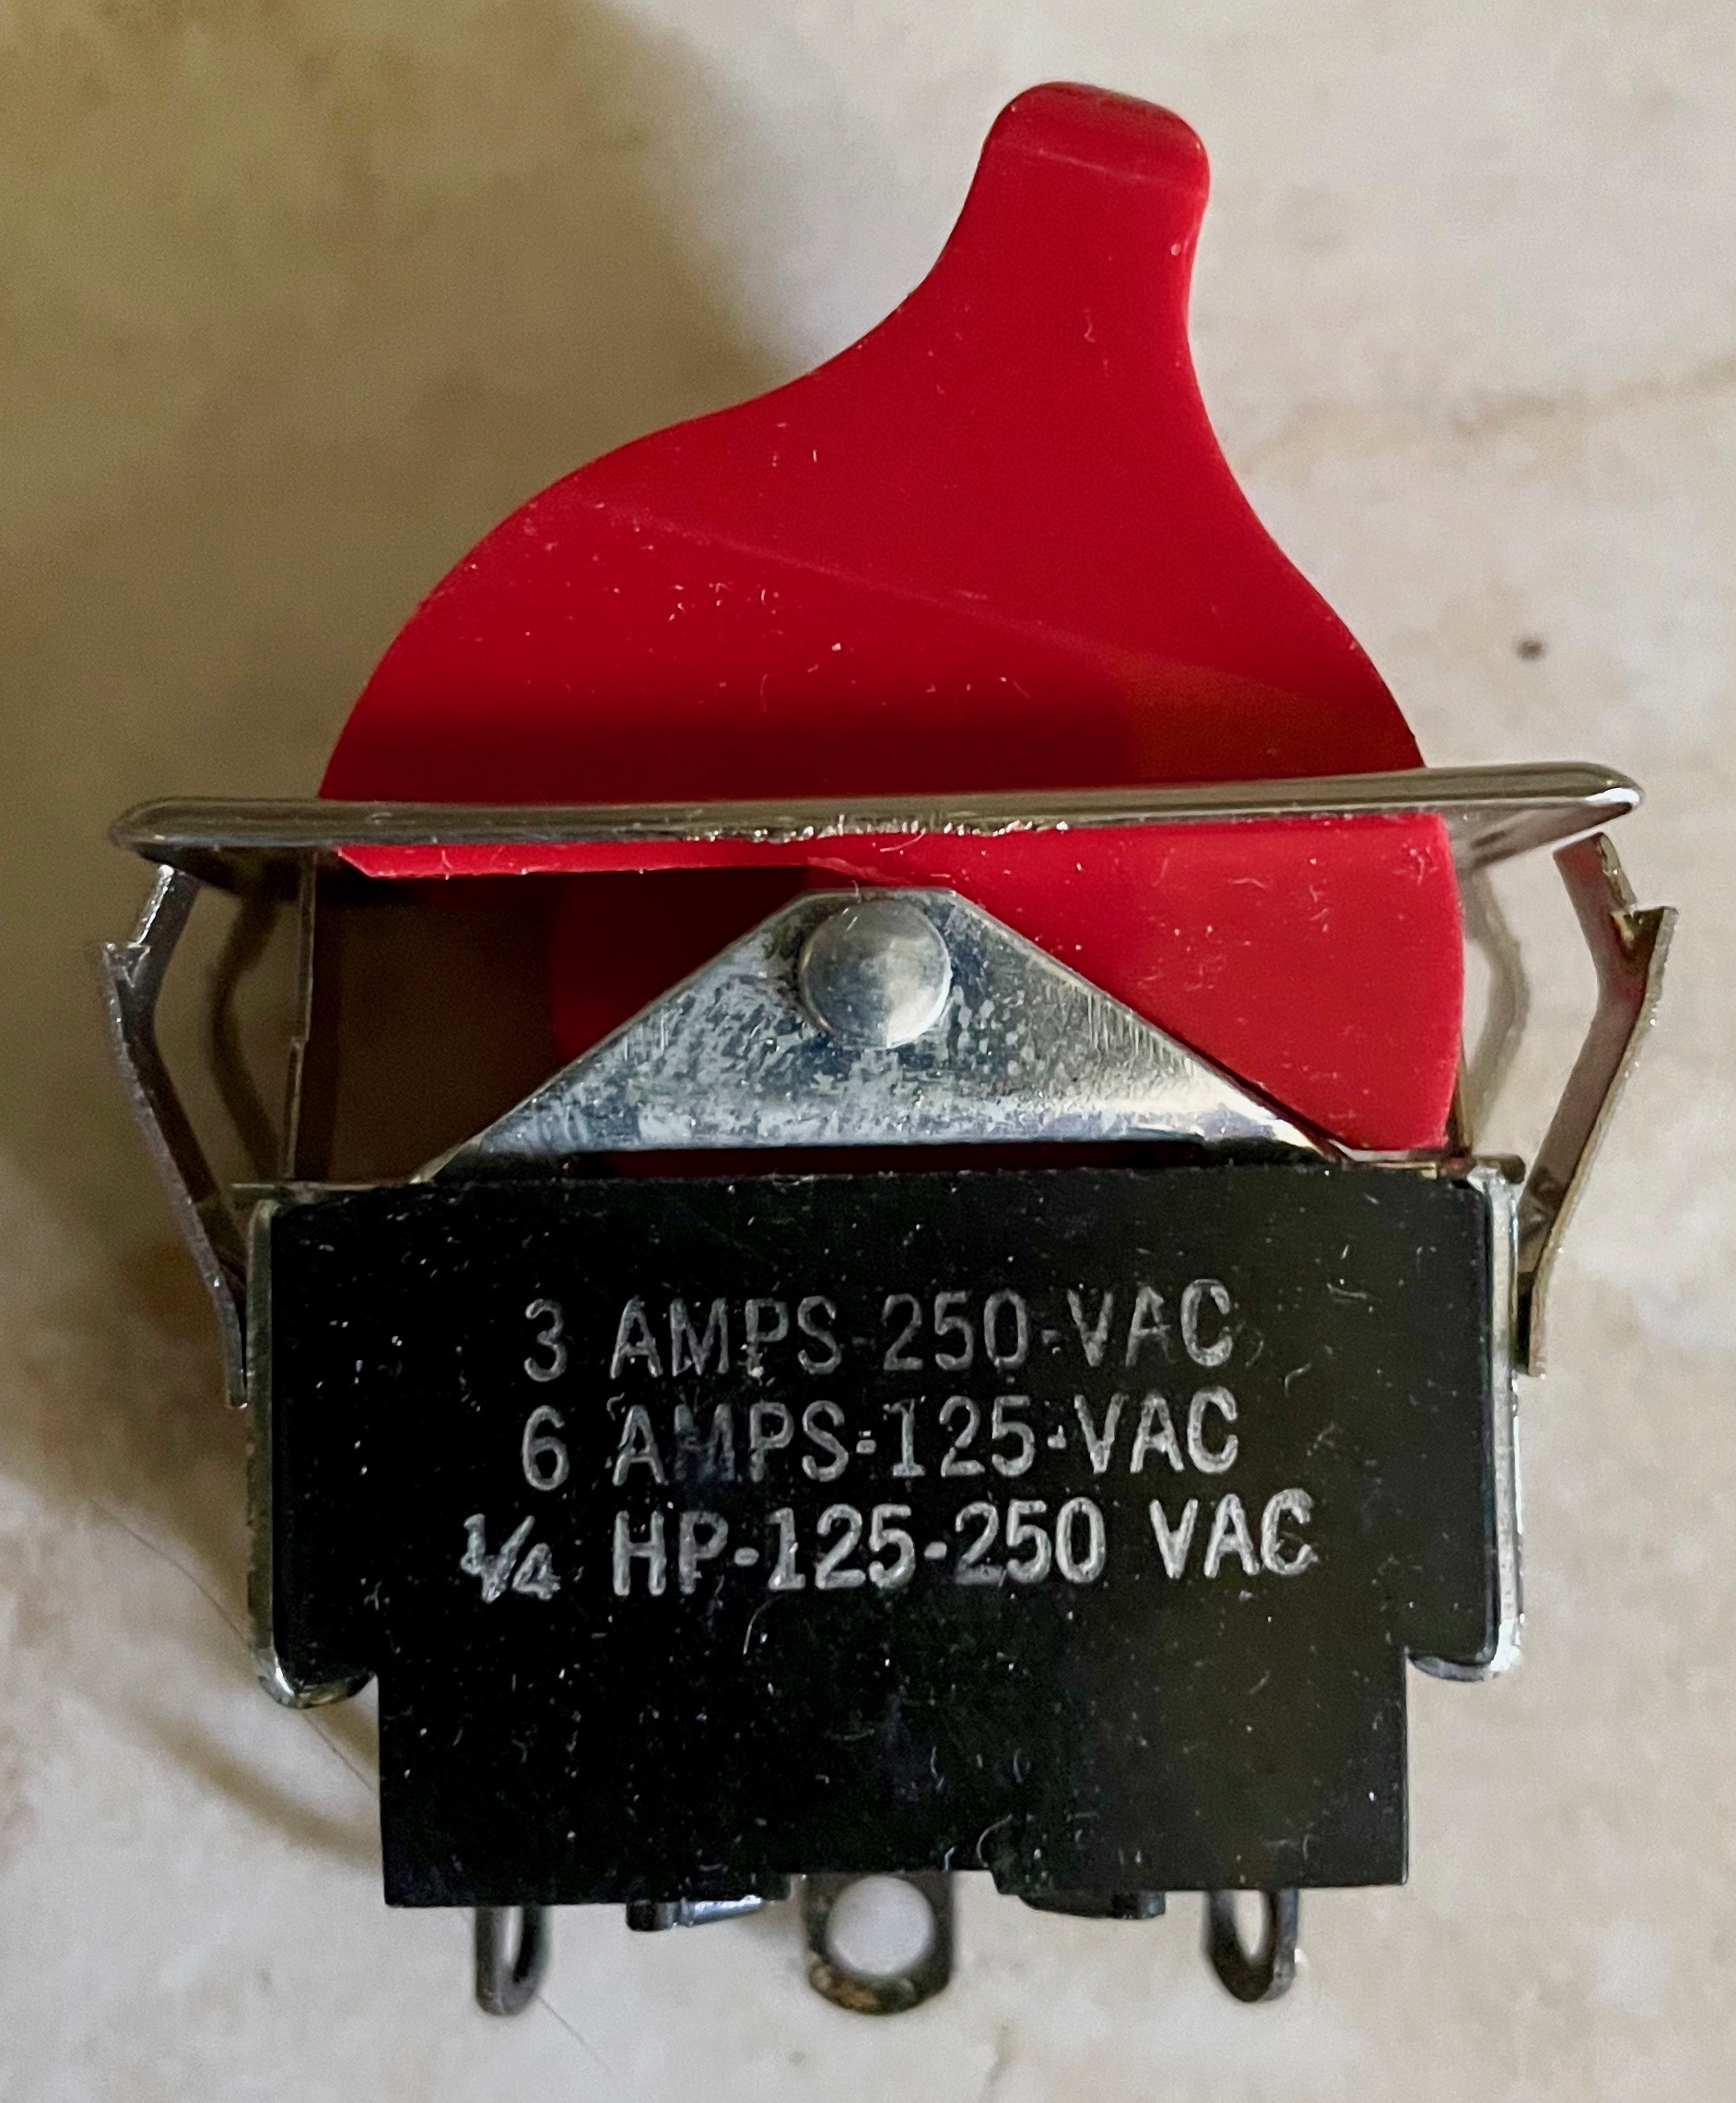 3 AMPS-250-VAC
6 AMPS-125-VAC
1/4 HP-125-250 VAC